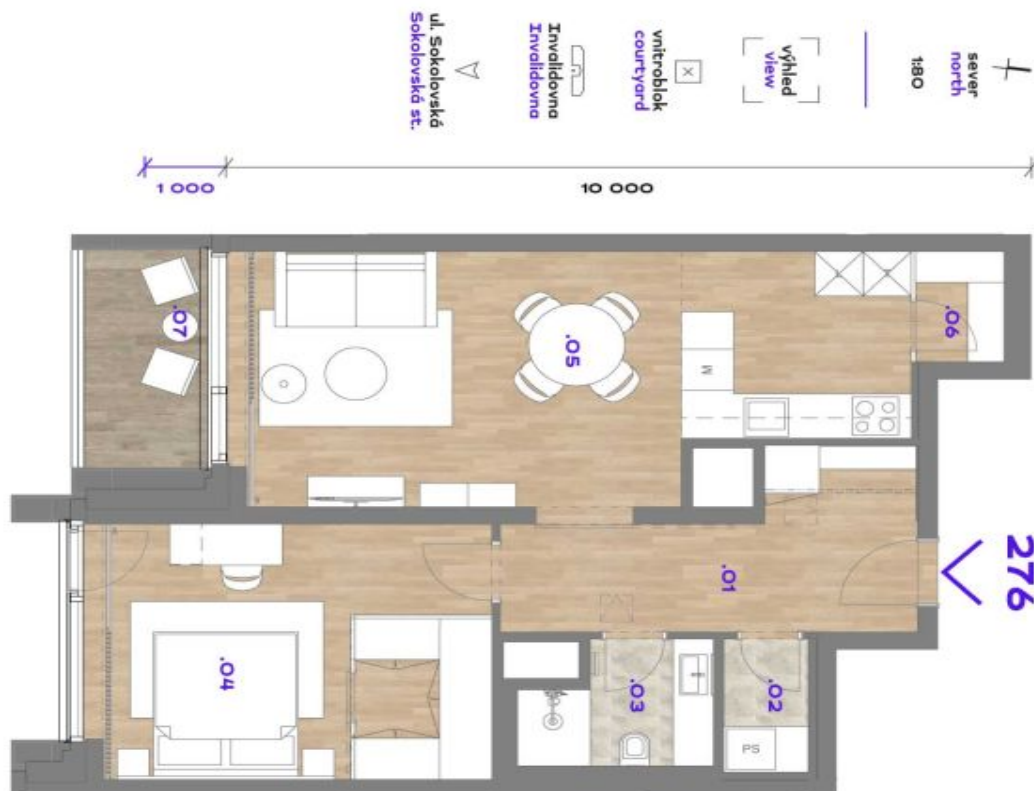 sever
north
1:80
výhled
view
vnitroblok
courtyard
Invalidovna
Invalidovna
ul. Sokolovská
Sokolovská st.
1 000
10 000
.07
.05
M
.06
276
.01
.04
.03
.02
PS